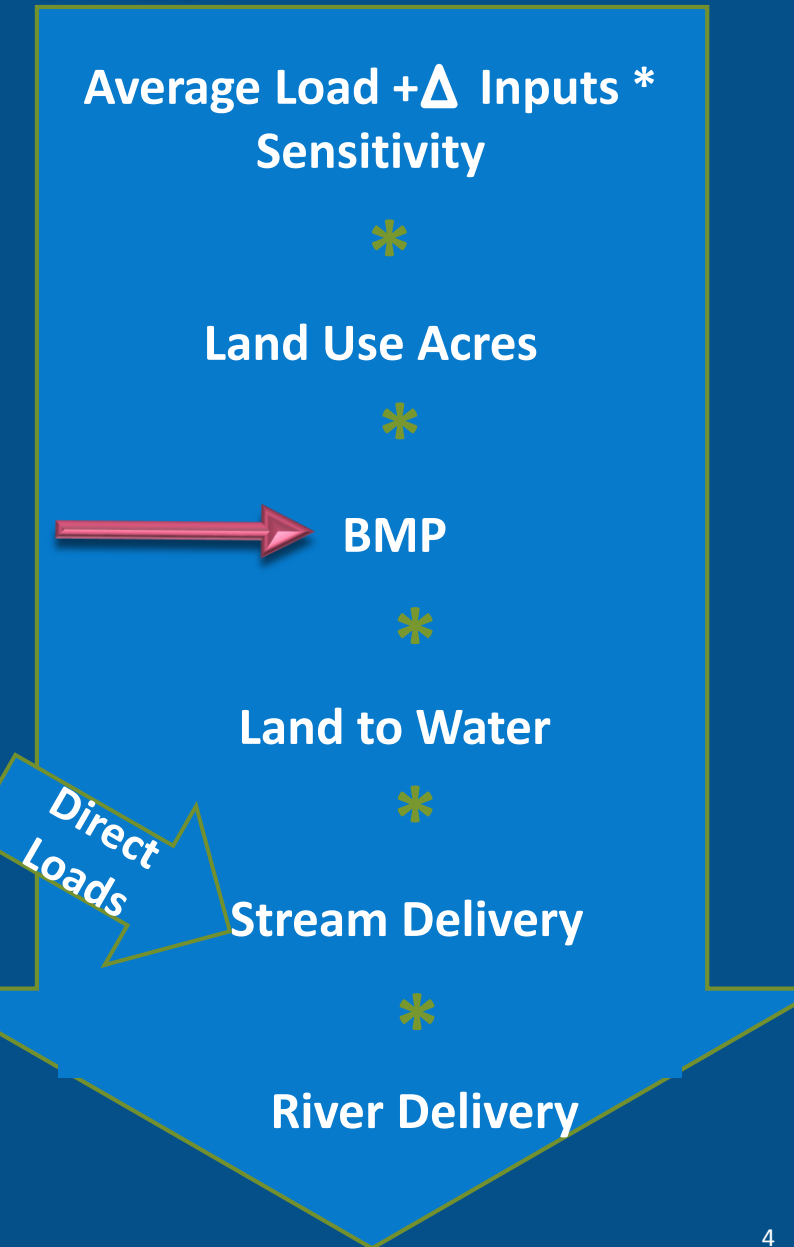 Average Load +Δ Inputs *
Sensitivity
*
Land Use Acres
*
BMP
*
Land to Water
*
Direct
Loads
Stream Delivery
*
River Delivery
4